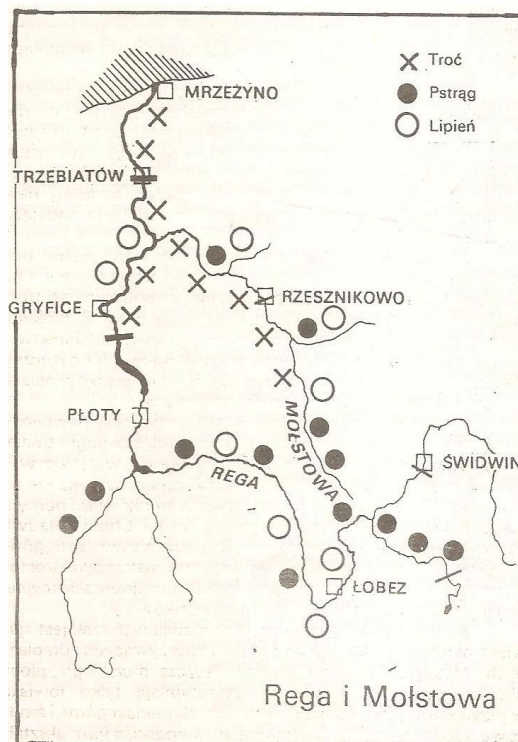 Troć
Pstrąg
Lipień
MRZEŻYNO
TRZEBIATÓW
GRYFICE
RZESZNIKOWO
PŁOTY
MOŁSTOWA
REGA
ŚWIDWIN
ŁOBEZ
Rega i Mołstowa